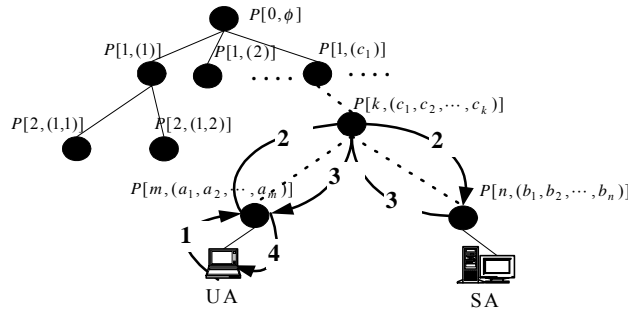 P[0,ϕ]
P[1,(1)] P[1,(2)] P[1,(c₁)]
P[k,(c₁,c₂,⋯,cₖ)]
P[2,(1,1)] P[2,(1,2)]
2 2
3 3
P[m,(a₁,a₂,⋯,aₘ)] P[n,(b₁,b₂,⋯,bₙ)]
1 4
UA SA